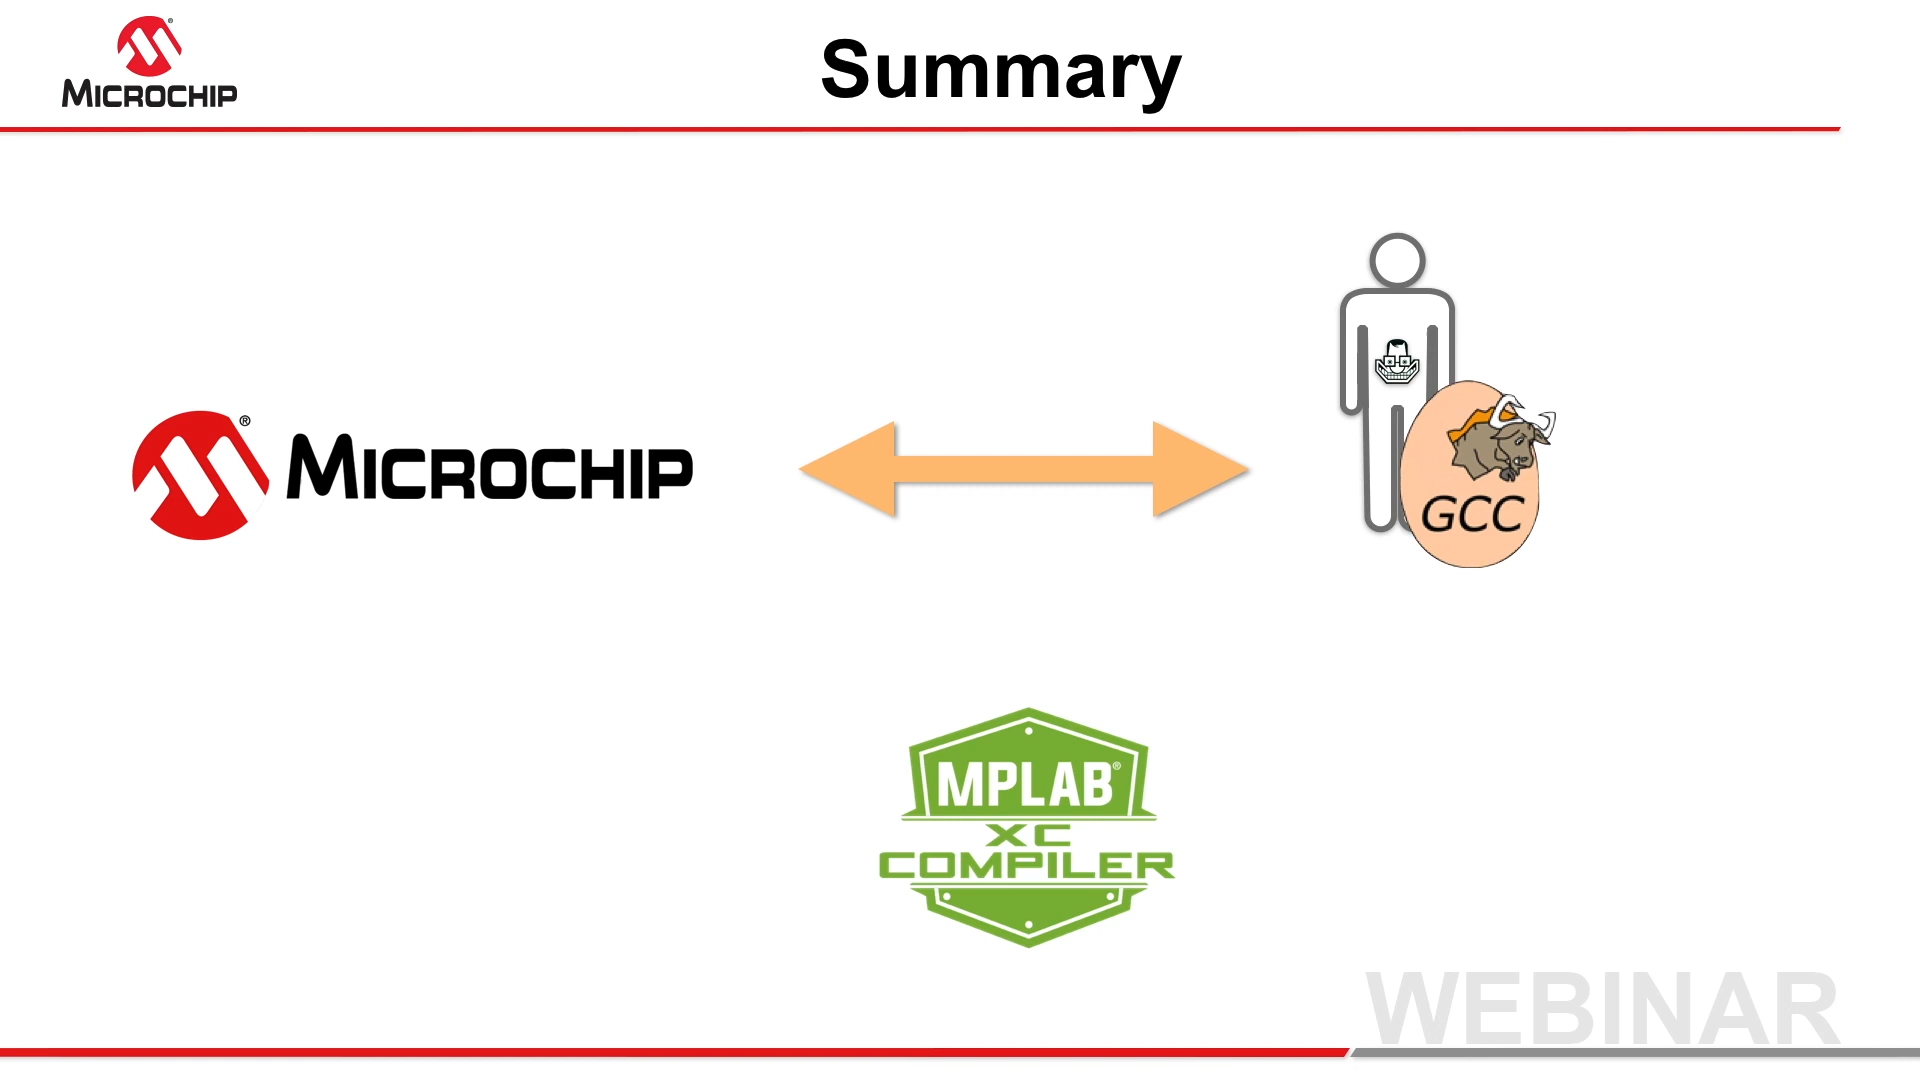 MICROCHIP
Summary
MICROCHIP
GCC
MPLAB
XC
COMPILER
WEBINAR